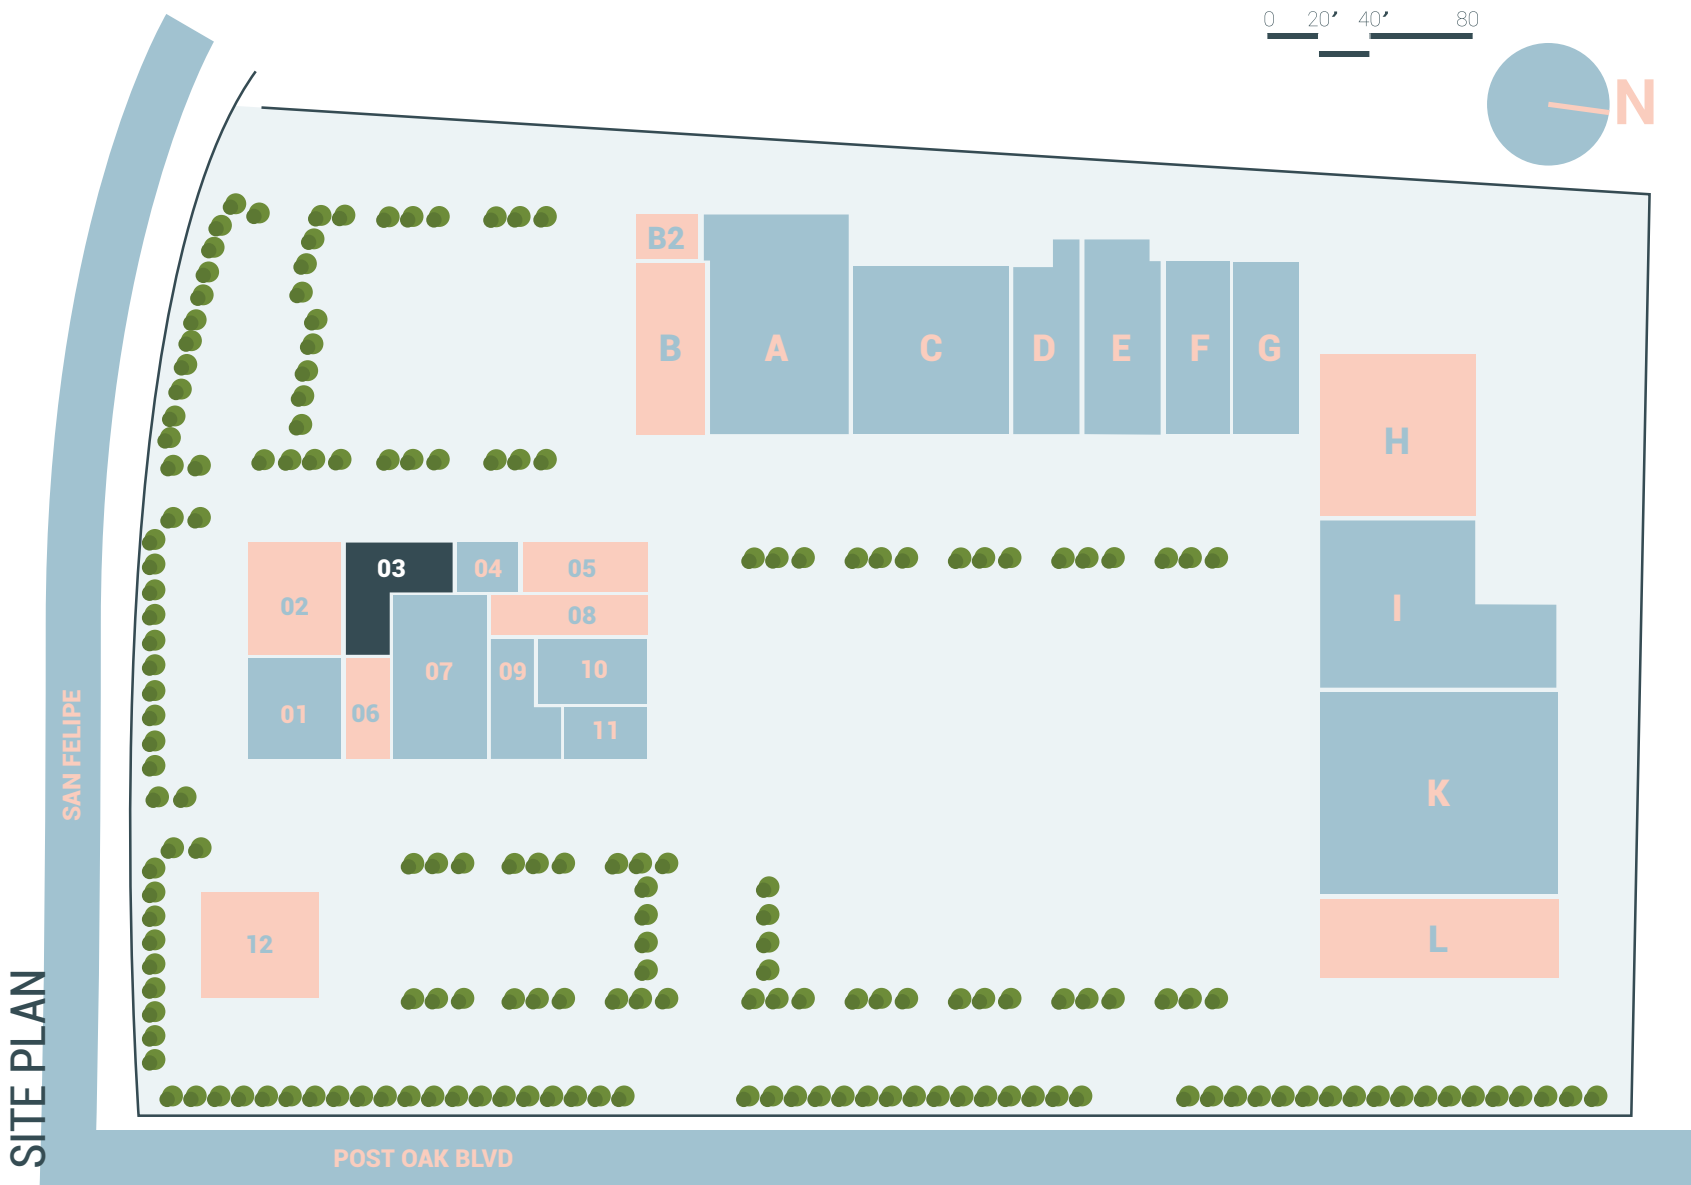 0 20’ 40’ 80
N
B2
B
A
C
D
E
F
G
H
I
K
L
02
03
04
05
08
07
09
10
01
06
11
12
SAN FELIPE
SITE PLAN
POST OAK BLVD